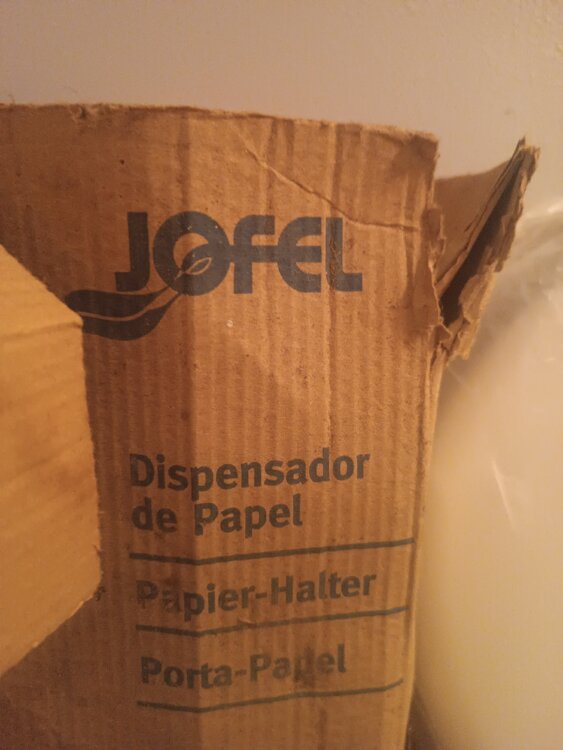 JOFEL
Dispensador
de Papel
Papier-Halter
Porta-Papel